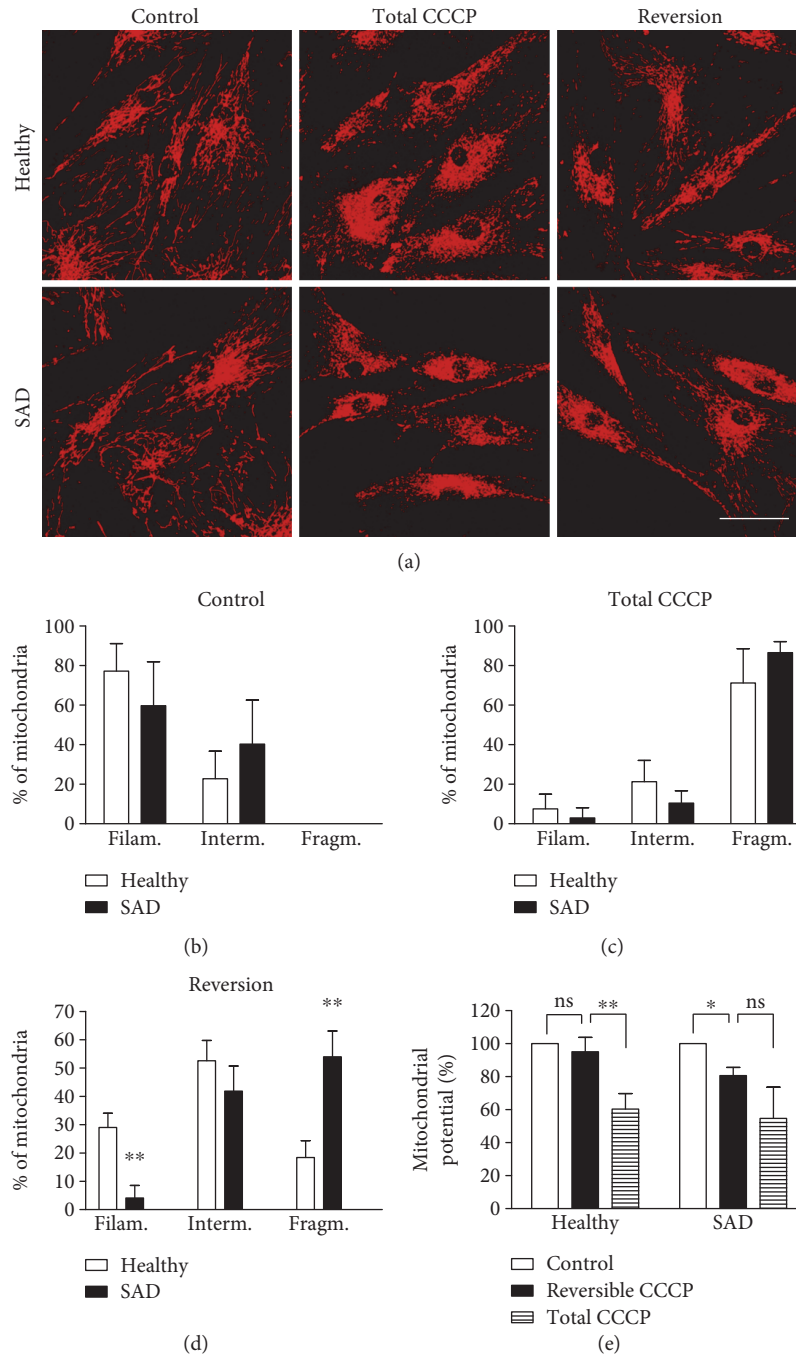 Control Total CCCP Reversion
Healthy
SAD
(a)
Control
% of mitochondria
100
80
60
40
20
0
Filam. Interm. Fragm.
Healthy
SAD
(b)
Total CCCP
% of mitochondria
100
80
60
40
20
0
Filam. Interm. Fragm.
Healthy
SAD
(c)
Reversion
% of mitochondria
70
60
50
40
30
20
10
0
**
**
Filam. Interm. Fragm.
Healthy
SAD
(d)
Mitochondrial
potential (%)
120
100
80
60
40
20
0
ns ** * ns
Healthy SAD
Control
Reversible CCCP
Total CCCP
(e)